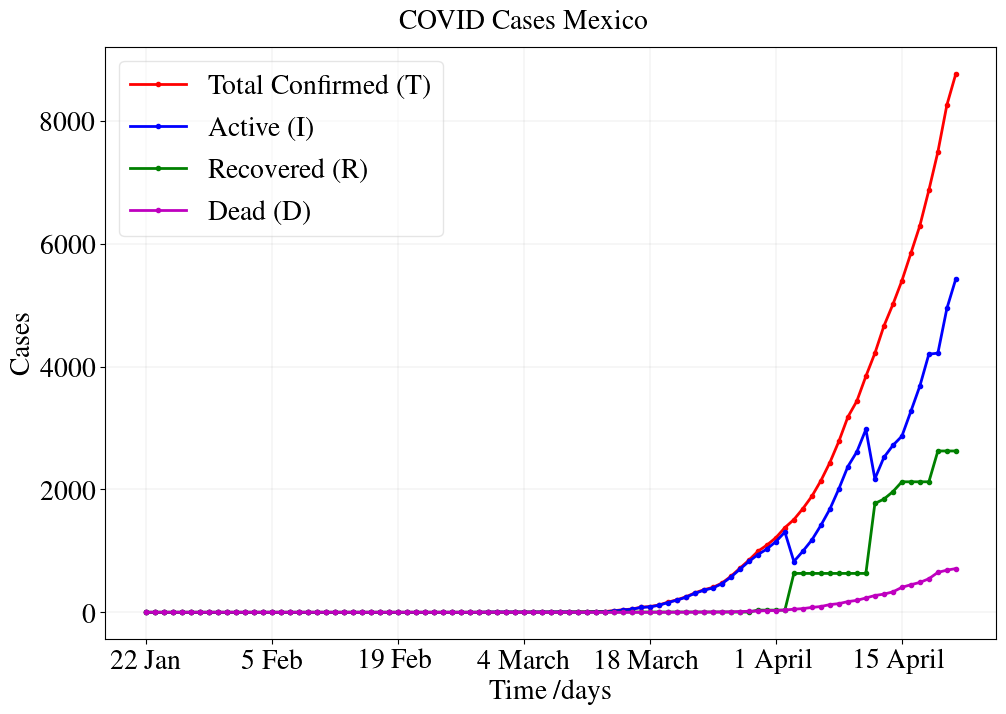 COVID Cases Mexico
Total Confirmed (T)
Active (I)
Recovered (R)
Dead (D)
8000
6000
4000
2000
0
Cases
22 Jan
5 Feb
19 Feb
4 March
18 March
1 April
15 April
Time /days